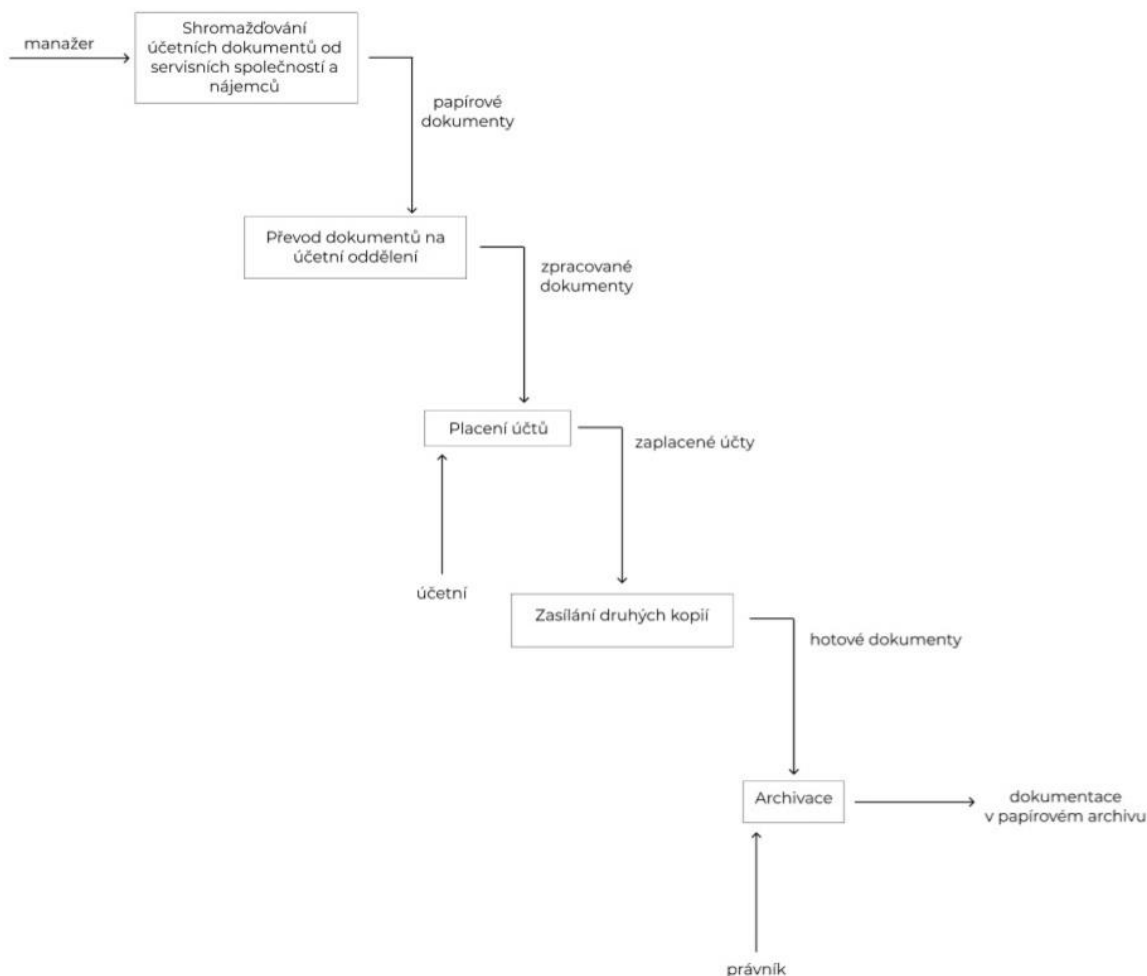 manažer
Shromažďování
účetních dokumentů od
servisních společností a
nájemců
papírové
dokumenty
Převod dokumentů na
účetní oddělení
zpracované
dokumenty
Placení účtů
zaplacené účty
účetní
Zasílání druhých kopií
hotové dokumenty
Archivace
dokumentace
v papírovém archivu
právník